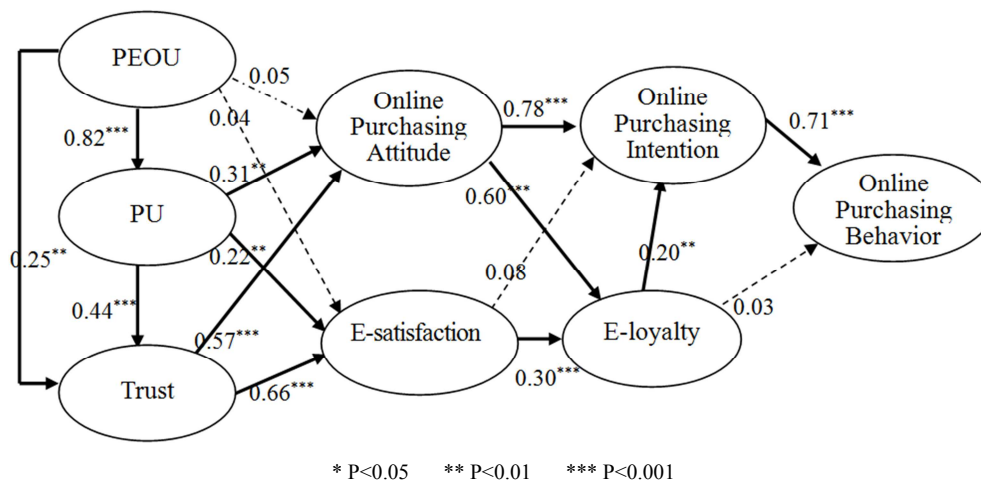 PEOU
0.05
0.04
0.82***
Online
Purchasing
Attitude
0.78***
Online
Purchasing
Intention
0.71***
0.31**
PU
0.60***
Online
Purchasing
Behavior
0.25**
0.22**
0.08
0.20**
0.44***
0.03
E-satisfaction
E-loyalty
0.57***
0.30***
Trust
0.66***
* P<0.05 ** P<0.01 *** P<0.001